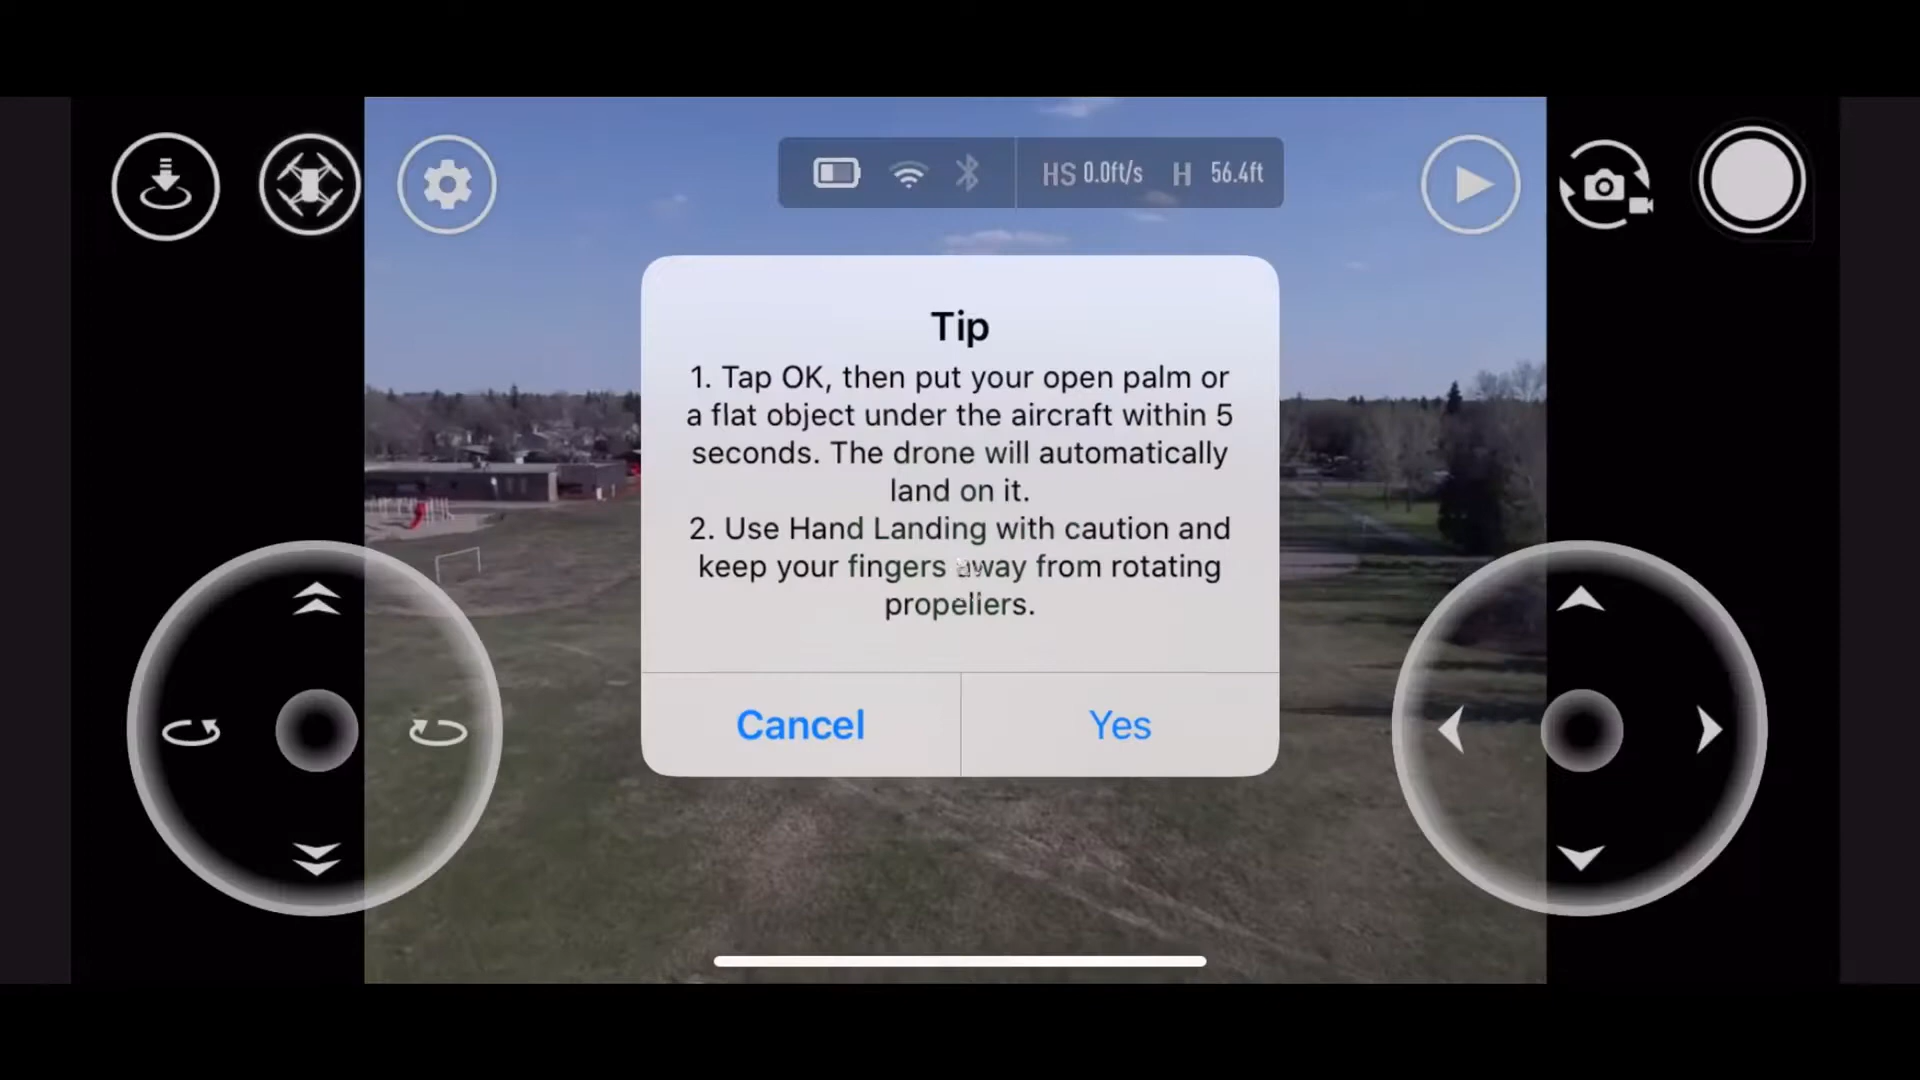 HS 0.0ft/s H 56.4ft
Tip
1. Tap OK, then put your open palm or
a flat object under the aircraft within 5
seconds. The drone will automatically
land on it.
2. Use Hand Landing with caution and
keep your fingers away from rotating
propellers.
Cancel Yes